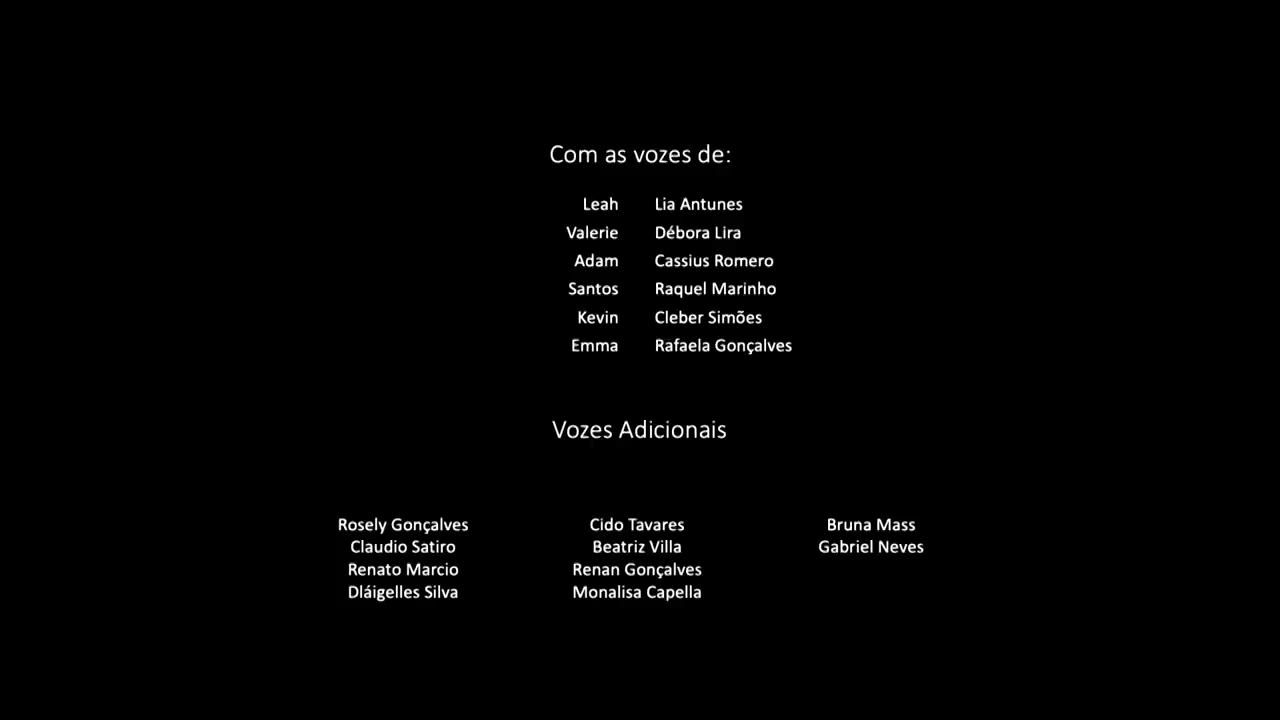 Com as vozes de:
Leah Lia Antunes
Valerie Débora Lira
Adam Cassius Romero
Santos Raquel Marinho
Kevin Cleber Simões
Emma Rafaela Gonçalves
Vozes Adicionais
Rosely Gonçalves Cido Tavares Bruna Mass
Claudio Satiro Beatriz Villa Gabriel Neves
Renato Marcio Renan Gonçalves
Dláigelles Silva Monalisa Capella